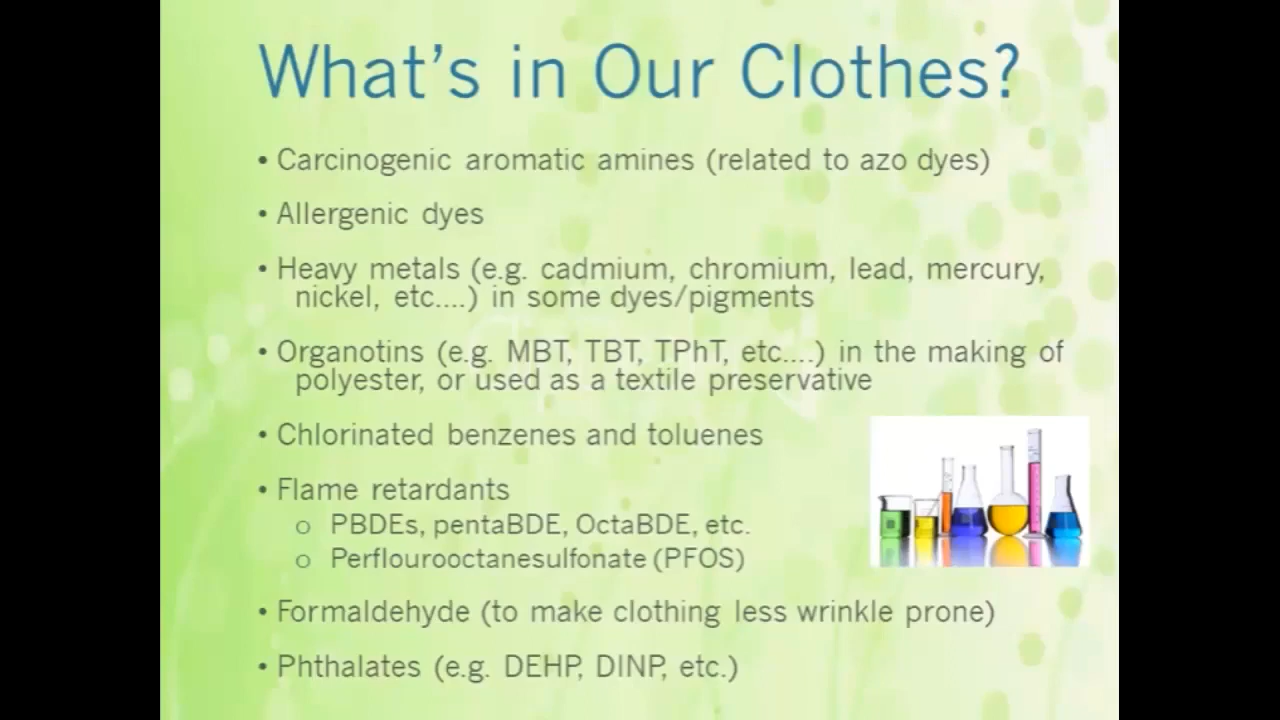 What's in Our Clothes?
• Carcinogenic aromatic amines (related to azo dyes)
• Allergenic dyes
• Heavy metals (e.g. cadmium, chromium, lead, mercury,
nickel, etc....) in some dyes/pigments
• Organotins (e.g. MBT, TBT, TPhT, etc....) in the making of
polyester, or used as a textile preservative
• Chlorinated benzenes and toluenes
• Flame retardants
o PBDEs, pentaBDE, OctaBDE, etc.
o Perflourooctanesulfonate (PFOS)
• Formaldehyde (to make clothing less wrinkle prone)
• Phthalates (e.g. DEHP, DINP, etc.)